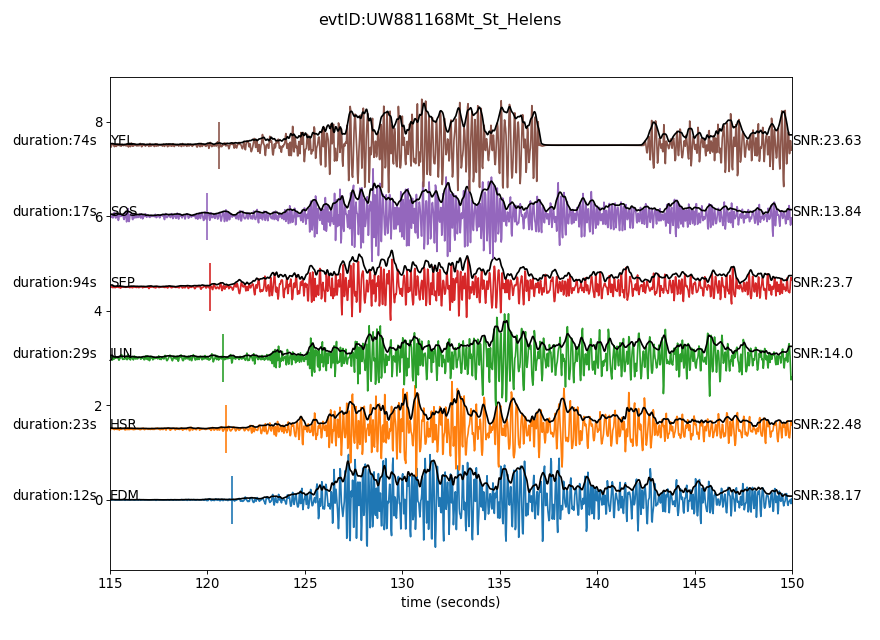 evtID:UW881168Mt_St_Helens
8
duration:74s YEL SNR:23.63
duration:17s SOS SNR:13.84
6
duration:94s SEP SNR:23.7
4
duration:29s JUN SNR:14.0
2
duration:23s HSR SNR:22.48
duration:12s EDM SNR:38.17
0
115 120 125 130 135 140 145 150
time (seconds)